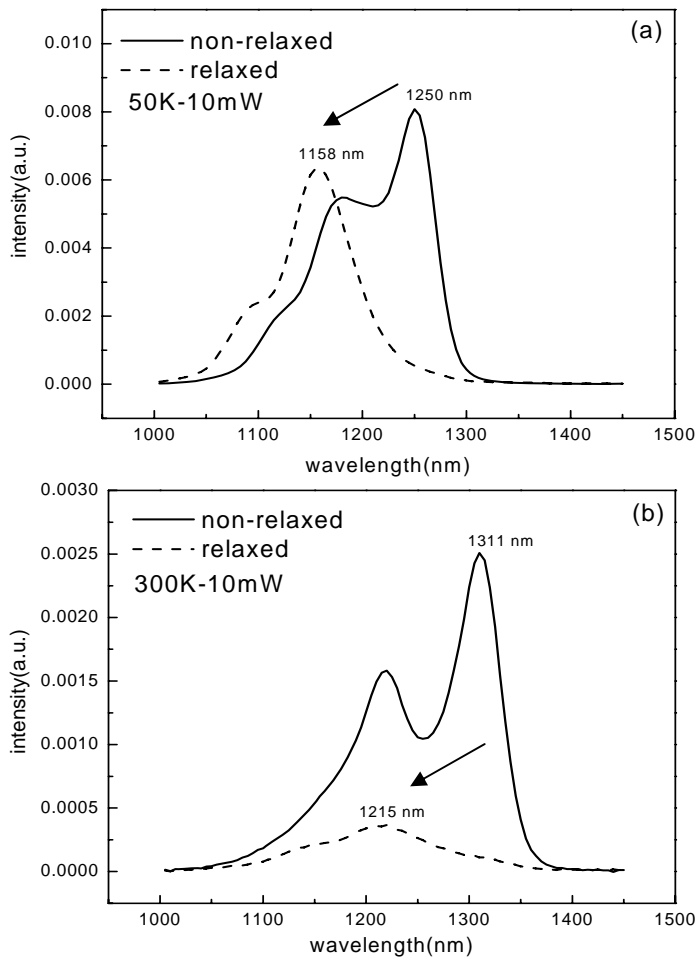 0.010
(a)
non-relaxed
relaxed
0.008
50K-10mW
1250 nm
1158 nm
0.006
intensity(a.u.)
0.004
0.002
0.000
1000 1100 1200 1300 1400 1500
wavelength(nm)
0.0030
(b)
non-relaxed
relaxed
1311 nm
0.0025
300K-10mW
0.0020
intensity(a.u.)
0.0015
0.0010
0.0005
1215 nm
0.0000
1000 1100 1200 1300 1400 1500
wavelength(nm)